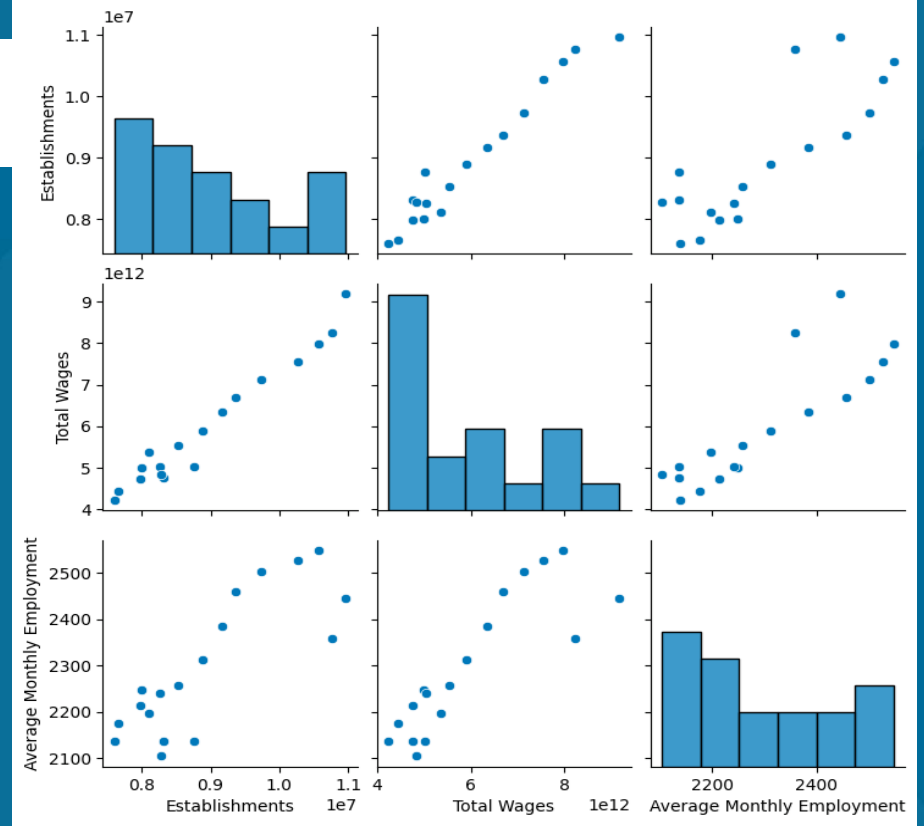 1e7
1.1
1.0
0.9
0.8
Establishments
1e12
9
8
7
6
5
4
Total Wages
2500
2400
2300
2200
2100
Average Monthly Employment
0.8 0.9 1.0 1.1
Establishments 1e7
4 6 8
Total Wages 1e12
2200 2400
Average Monthly Employment